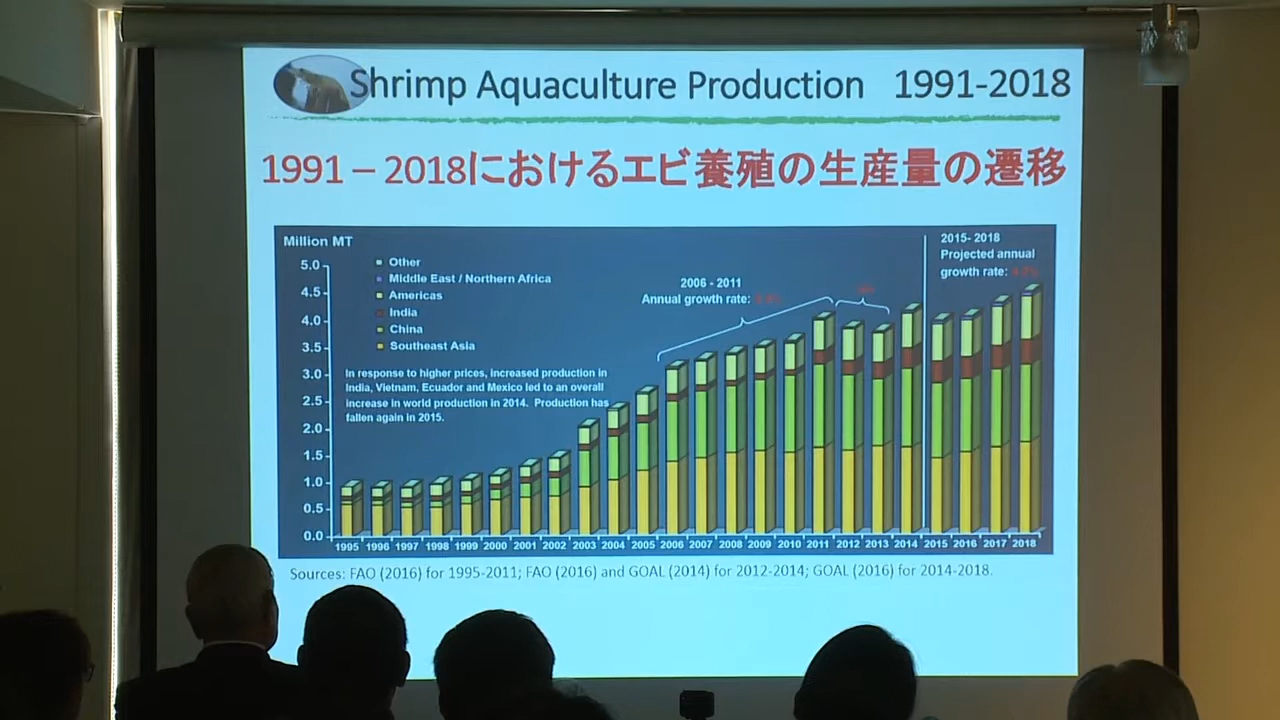 Shrimp Aquaculture Production 1991-2018
1991 – 2018におけるエビ養殖の生産量の遷移
Million MT
5.0
4.5
4.0
3.5
3.0
2.5
2.0
1.5
1.0
0.5
0.0
Other
Middle East / Northern Africa
Americas
India
China
Southeast Asia
In response to higher prices, increased production in
India, Vietnam, Ecuador and Mexico led to an overall
increase in world production in 2014. Production has
fallen again in 2015.
2006 - 2011
Annual growth rate:
2015- 2018
Projected annual
growth rate:
1995 1996 1997 1998 1999 2000 2001 2002 2003 2004 2005 2006 2007 2008 2009 2010 2011 2012 2013 2014 2015 2016 2017 2018
Sources: FAO (2016) for 1995-2011; FAO (2016) and GOAL (2014) for 2012-2014; GOAL (2016) for 2014-2018.